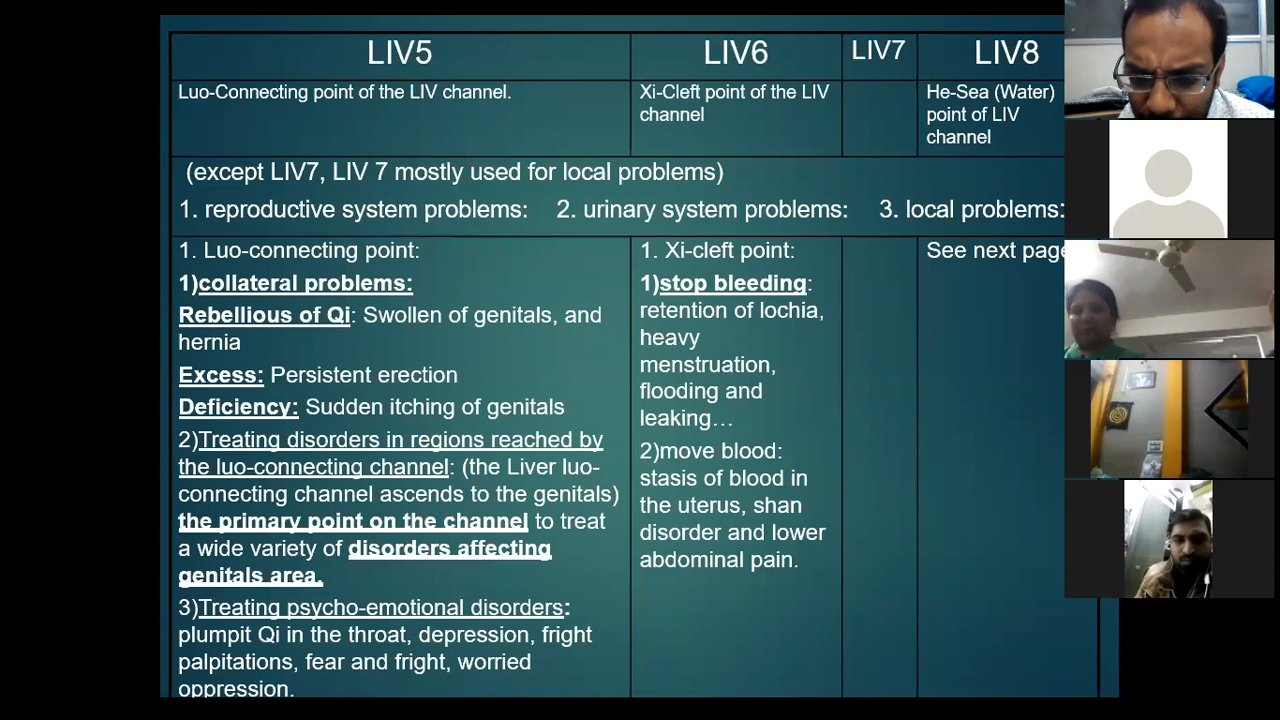 LIV5
LIV6
LIV7
LIV8
Luo-Connecting point of the LIV channel.
Xi-Cleft point of the LIV
channel
He-Sea (Water)
point of LIV
channel
(except LIV7, LIV 7 mostly used for local problems)
1. reproductive system problems: 2. urinary system problems: 3. local problems:
1. Luo-connecting point:
1)collateral problems:
Rebellious of Qi: Swollen of genitals, and
hernia
Excess: Persistent erection
Deficiency: Sudden itching of genitals
2)Treating disorders in regions reached by
the luo-connecting channel: (the Liver luo-
connecting channel ascends to the genitals)
the primary point on the channel to treat
a wide variety of disorders affecting
genitals area.
3)Treating psycho-emotional disorders:
plumpit Qi in the throat, depression, fright
palpitations, fear and fright, worried
oppression.
1. Xi-cleft point:
1)stop bleeding:
retention of lochia,
heavy
menstruation,
flooding and
leaking…
2)move blood:
stasis of blood in
the uterus, shan
disorder and lower
abdominal pain.
See next page